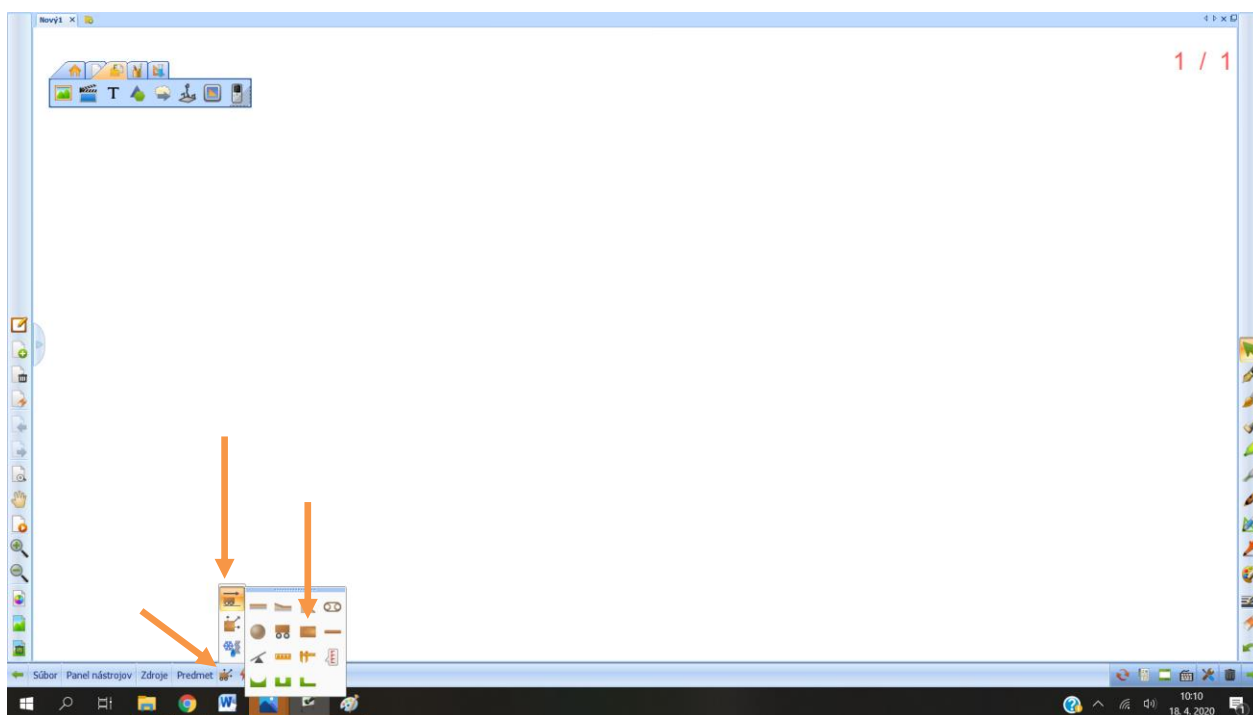 Nový1
1 / 1
T
Súbor Panel nástrojov Zdroje Predmet
W
10:10
18. 4. 2020